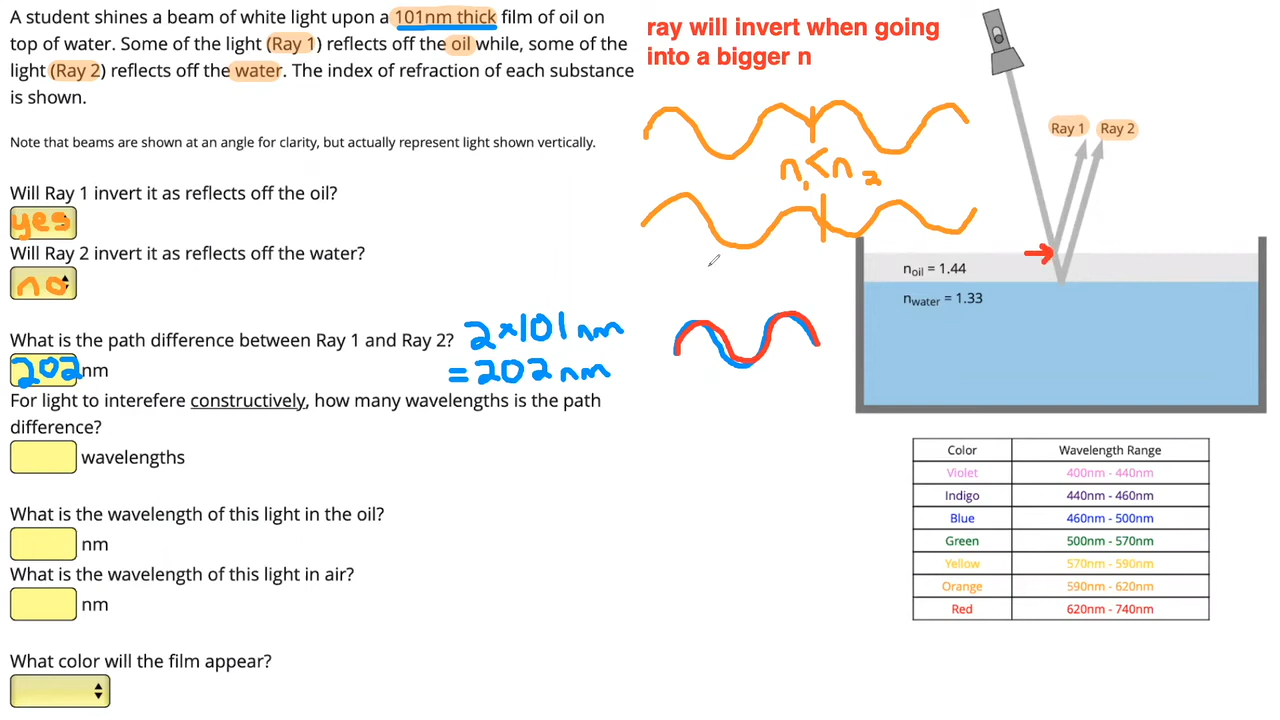 A student shines a beam of white light upon a 101nm thick film of oil on
top of water. Some of the light (Ray 1) reflects off the oil while, some of the
light (Ray 2) reflects off the water. The index of refraction of each substance
is shown.
Note that beams are shown at an angle for clarity, but actually represent light shown vertically.
Will Ray 1 invert it as reflects off the oil?
yes
Will Ray 2 invert it as reflects off the water?
no
What is the path difference between Ray 1 and Ray 2? 2×101 nm
202 nm = 202 nm
For light to interefere constructively, how many wavelengths is the path
difference?
wavelengths
What is the wavelength of this light in the oil?
nm
What is the wavelength of this light in air?
nm
What color will the film appear?
ray will invert when going
into a bigger n
n₁<n₂
Ray 1 Ray 2
noil = 1.44
nwater = 1.33
Color Wavelength Range
Violet 400nm - 440nm
Indigo 440nm - 460nm
Blue 460nm - 500nm
Green 500nm - 570nm
Yellow 570nm - 590nm
Orange 590nm - 620nm
Red 620nm - 740nm